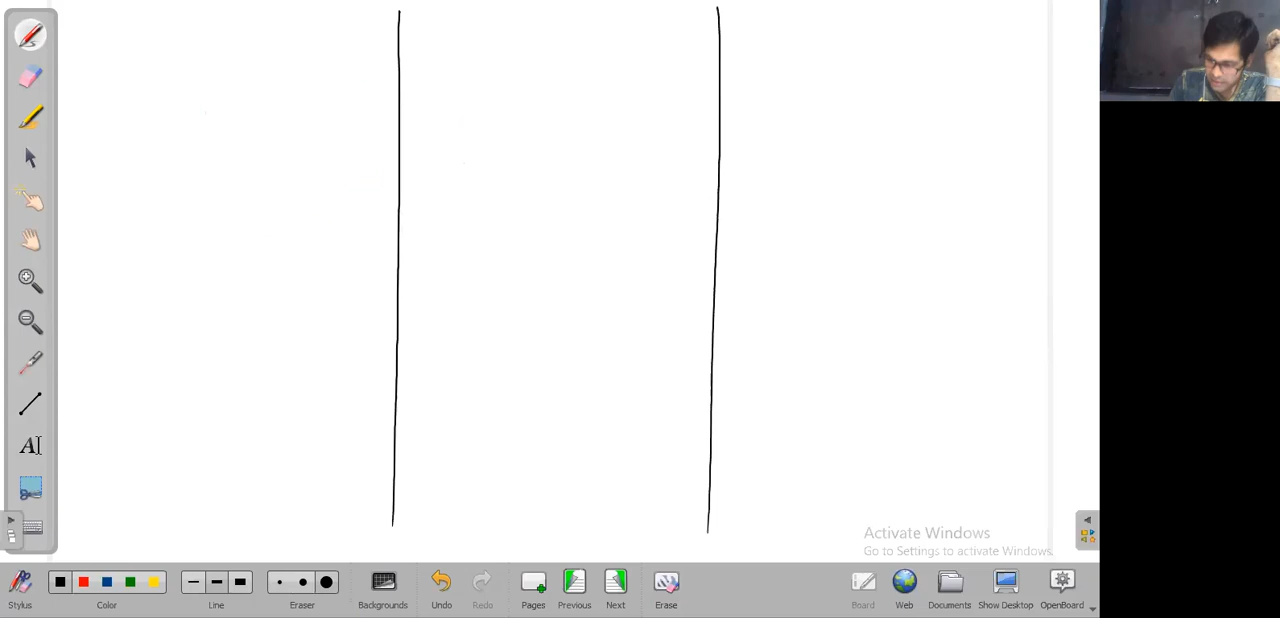 A
Activate Windows
Go to Settings to activate Windows.
Stylus
Color
Line
Eraser
Backgrounds
Undo
Redo
Pages
Previous
Next
Erase
Board
Web
Documents
Show Desktop
OpenBoard